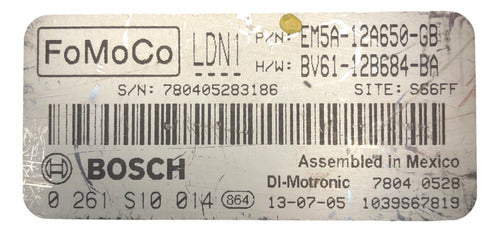 FoMoCo LDN1 P/N: EM5A-12A650-GB
H/W: BV61-12B684-BA
S/N: 780405283186 SITE: S56FF
BOSCH Assembled in Mexico
DI-Motronic 7804 0528
0 261 S10 014 864 13-07-05 1039S67819